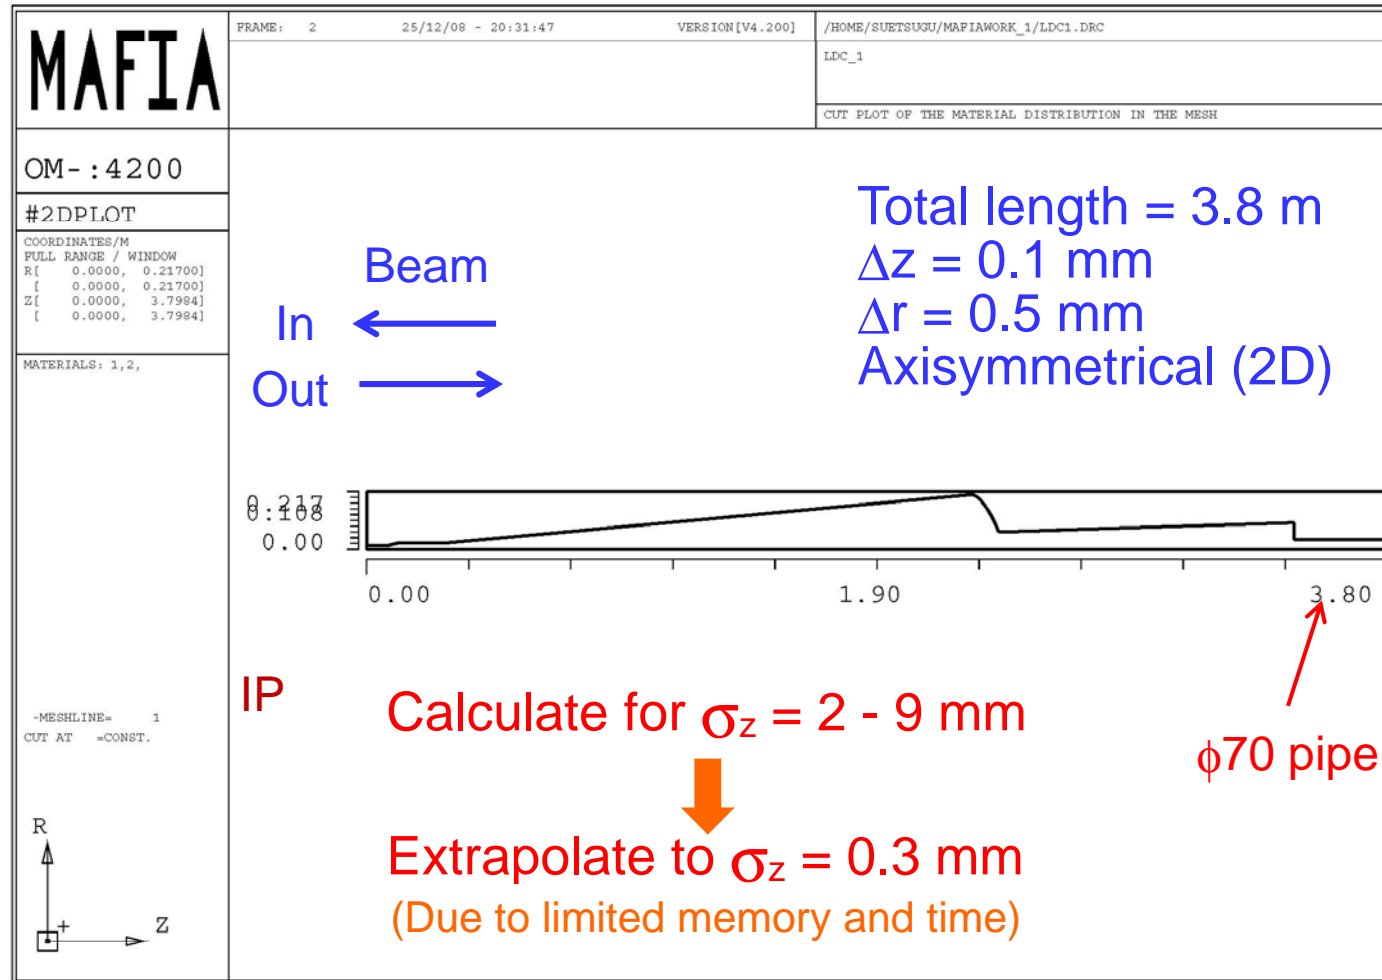 MAFIA
FRAME: 2 25/12/08 - 20:31:47 VERSION[V4.200] /HOME/SUETSUGU/MAFIAWORK_1/LDC1.DRC
LDC_1
CUT PLOT OF THE MATERIAL DISTRIBUTION IN THE MESH
OM-:4200
#2DPLOT
COORDINATES/M
FULL RANGE / WINDOW
R[ 0.0000, 0.21700]
[ 0.0000, 0.21700]
Z[ 0.0000, 3.7984]
[ 0.0000, 3.7984]
MATERIALS: 1,2,
Total length = 3.8 m
Δz = 0.1 mm
Δr = 0.5 mm
Axisymmetrical (2D)
Beam
In
Out
0.217
0.108
0.00
0.00 1.90 3.80
IP
Calculate for σz = 2 - 9 mm
φ70 pipe
Extrapolate to σz = 0.3 mm
(Due to limited memory and time)
-MESHLINE= 1
CUT AT =CONST.
R
Z